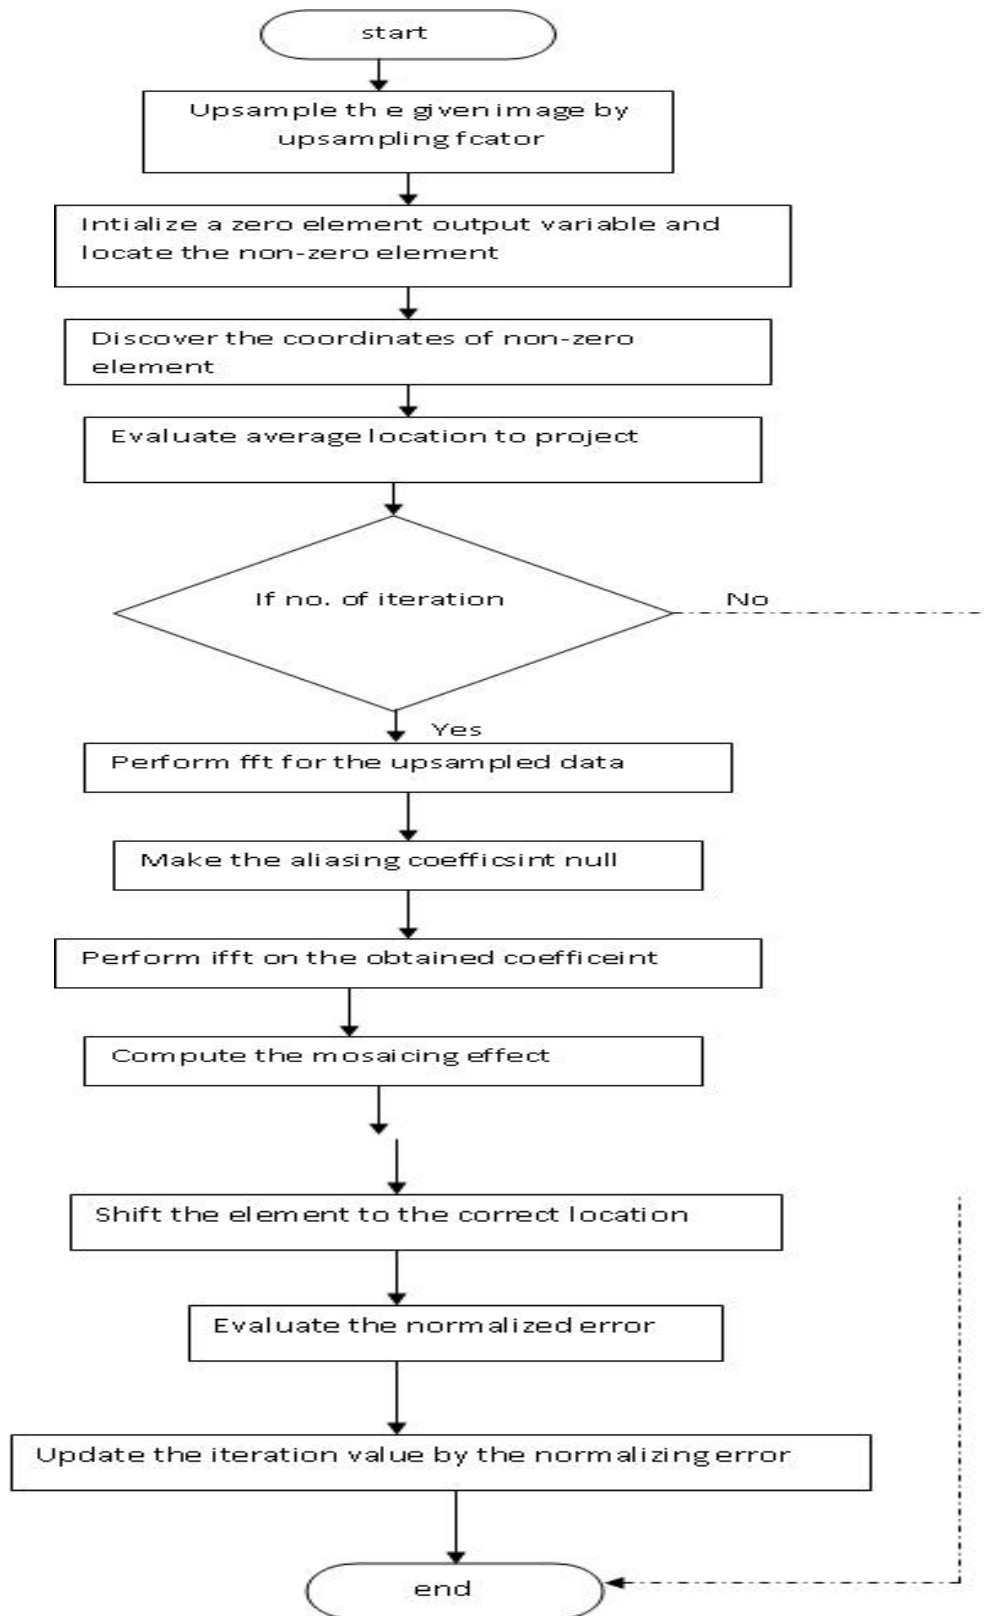 start
Upsample th e given image by
upsampling fcator
Intialize a zero element output variable and
locate the non-zero element
Discover the coordinates of non-zero
element
Evaluate average location to project
If no. of iteration
No
Yes
Perform fft for the upsampled data
Make the aliasing coefficsint null
Perform ifft on the obtained coefficeint
Compute the mosaicing effect
Shift the element to the correct location
Evaluate the normalized error
Update the iteration value by the normalizing error
end